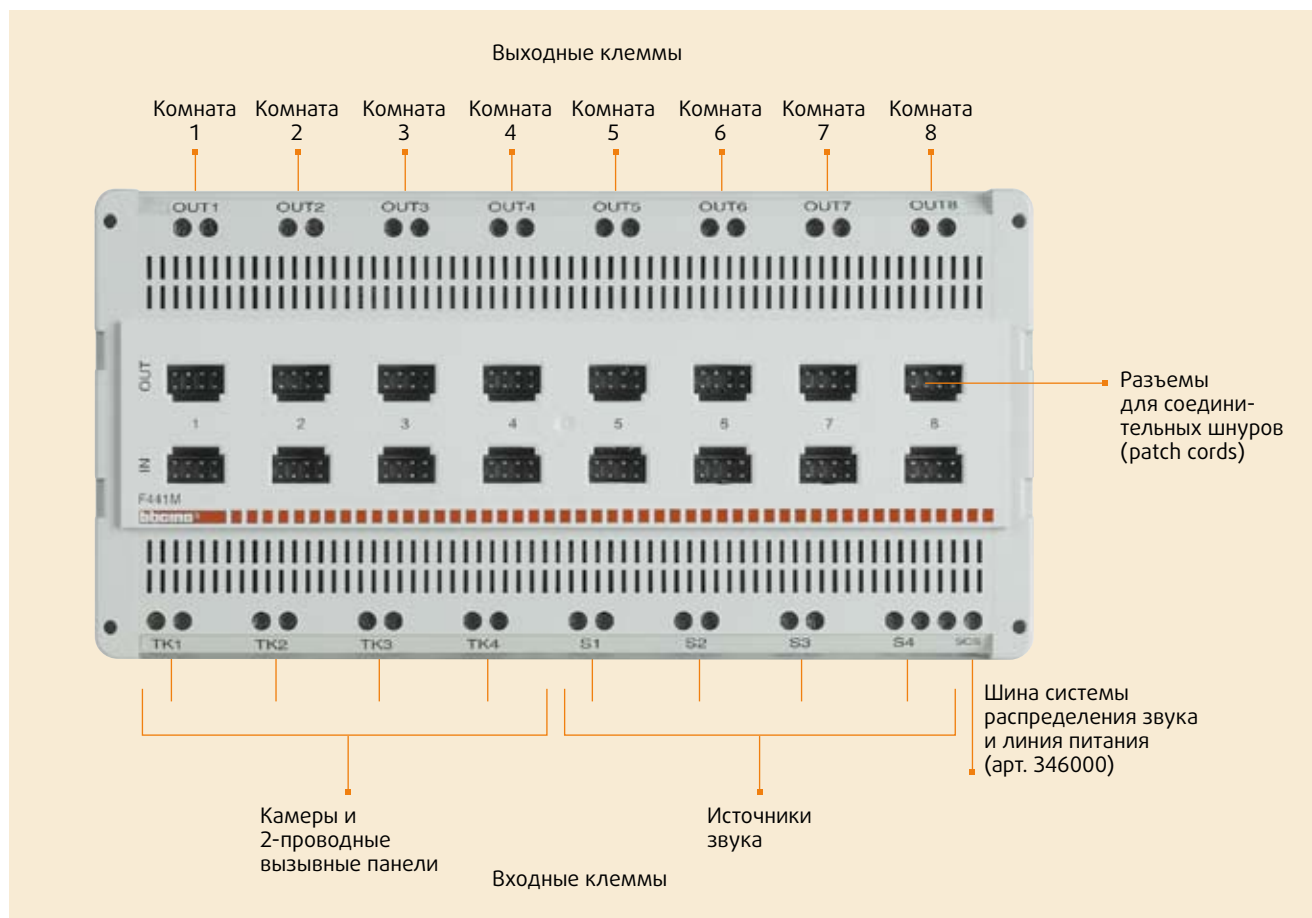 Выходные клеммы
Комната 1
Комната 2
Комната 3
Комната 4
Комната 5
Комната 6
Комната 7
Комната 8
OUT1 OUT2 OUT3 OUT4 OUT5 OUT6 OUT7 OUT8
OUT
1 2 3 4 5 6 7 8
IN
F441M
bticino
Разъемы
для соедини-
тельных шнуров
(patch cords)
TK1 TK2 TK3 TK4 S1 S2 S3 S4 SCS
Шина системы
распределения звука
и линия питания
(арт. 346000)
Камеры и
2-проводные
вызывные панели
Источники
звука
Входные клеммы